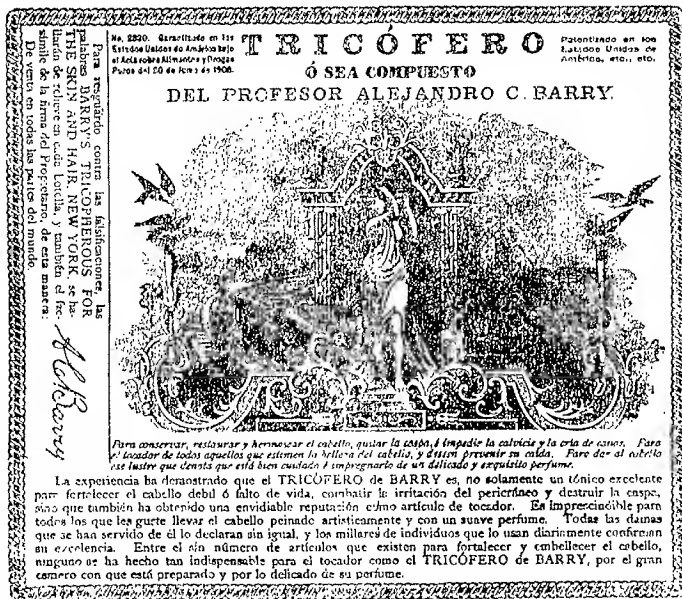 No. 2820. Garantizado en los
Estados Unidos de América bajo
el Acta sobre Alimentos y Drogas
Puros del 30 de Junio de 1906.
TRICÓFERO
Patentizado en los
Estados Unidos de
América, etc., etc.
Ó SEA COMPUESTO
DEL PROFESOR ALEJANDRO C. BARRY.
Para resguardo contra las falsificaciones, las
palabras BARRY'S TRICOPHEROUS FOR
THE SKIN AND HAIR, NEW YORK, se ha-
llarán de relieve en cada botella, y también el fac-
símile de la firma del Propietario, de esta manera:
De venta en todas las partes del mundo.
A C Barry
Para conservar, restaurar y hermosear el cabello, quitar la caspa, é impedir la calvicie y la cria de canas. Para
el tocador de todos aquellos que estimen la belleza del cabello, y deseen prevenir su caida. Para dar al cabello
ese lustre que denota que está bien cuidado é impregnarlo de un delicado y exquisito perfume.
La experiencia ha demostrado que el TRICÓFERO de BARRY es, no solamente un tónico excelente
para fortalecer el cabello debil ó falto de vida, combatir la irritación del pericráneo y destruir la caspa,
sino que también ha obtenido una envidiable reputación cómo artículo de tocador. Es imprescindible para
todos los que les guste llevar el cabello peinado artísticamente y con un suave perfume. Todas las damas
que se han servido de él lo declaran sin igual, y los millares de individuos que lo usan diariamente confirman
su excelencia. Entre el sin número de artículos que existen para fortalecer y embellecer el cabello,
ninguno se ha hecho tan indispensable para el tocador como el TRICÓFERO de BARRY, por el gran
esmero con que está preparado y por lo delicado de su perfume.